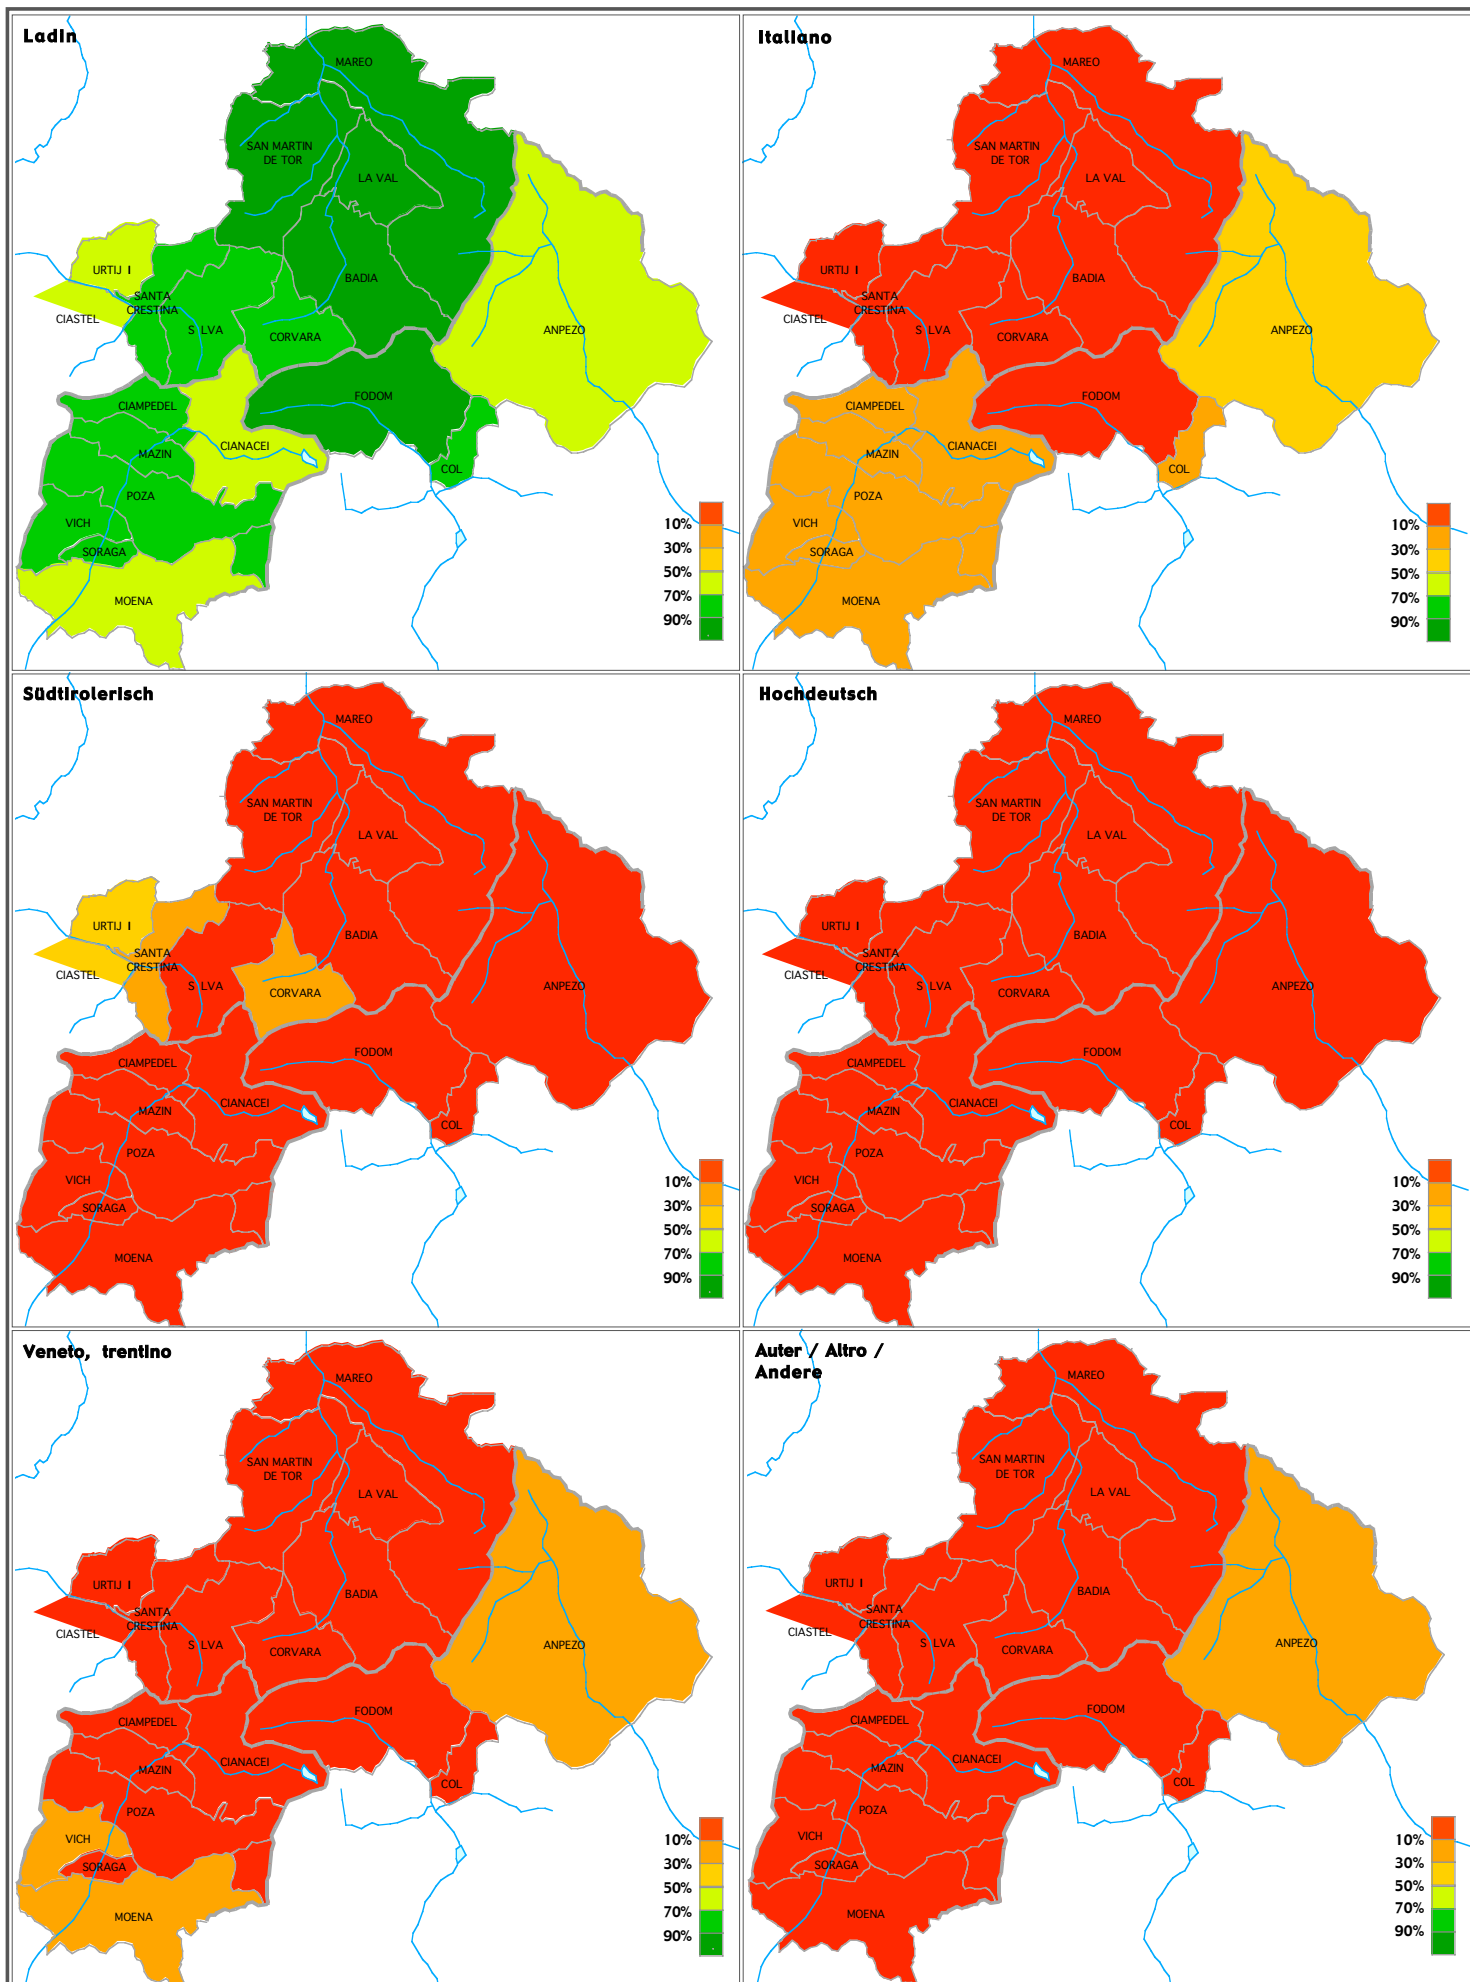 Ladin
MAREO
SAN MARTIN
DE TOR
LA VAL
URTIJ I
SANTA
CRESTINA
CIASTEL
S LVA
BADIA
CORVARA
ANPEZO
FODOM
CIAMPEDEL
CIANACEI
MAZIN
COL
POZA
VICH
SORAGA
MOENA
10%
30%
50%
70%
90%
Italiano
MAREO
SAN MARTIN
DE TOR
LA VAL
URTIJ I
SANTA
CRESTINA
CIASTEL
S LVA
BADIA
CORVARA
ANPEZO
FODOM
CIAMPEDEL
CIANACEI
MAZIN
COL
POZA
VICH
SORAGA
MOENA
10%
30%
50%
70%
90%
Südtirolerisch
MAREO
SAN MARTIN
DE TOR
LA VAL
URTIJ I
SANTA
CRESTINA
CIASTEL
S LVA
BADIA
CORVARA
ANPEZO
FODOM
CIAMPEDEL
CIANACEI
MAZIN
COL
POZA
VICH
SORAGA
MOENA
10%
30%
50%
70%
90%
Hochdeutsch
MAREO
SAN MARTIN
DE TOR
LA VAL
URTIJ I
SANTA
CRESTINA
CIASTEL
S LVA
BADIA
CORVARA
ANPEZO
FODOM
CIAMPEDEL
CIANACEI
MAZIN
COL
POZA
VICH
SORAGA
MOENA
10%
30%
50%
70%
90%
Veneto, trentino
MAREO
SAN MARTIN
DE TOR
LA VAL
URTIJ I
SANTA
CRESTINA
CIASTEL
S LVA
BADIA
CORVARA
ANPEZO
FODOM
CIAMPEDEL
CIANACEI
MAZIN
COL
POZA
VICH
SORAGA
MOENA
10%
30%
50%
70%
90%
Auter / Altro /
Andere
MAREO
SAN MARTIN
DE TOR
LA VAL
URTIJ I
SANTA
CRESTINA
CIASTEL
S LVA
BADIA
CORVARA
ANPEZO
FODOM
CIAMPEDEL
CIANACEI
MAZIN
COL
POZA
VICH
SORAGA
MOENA
10%
30%
50%
70%
90%